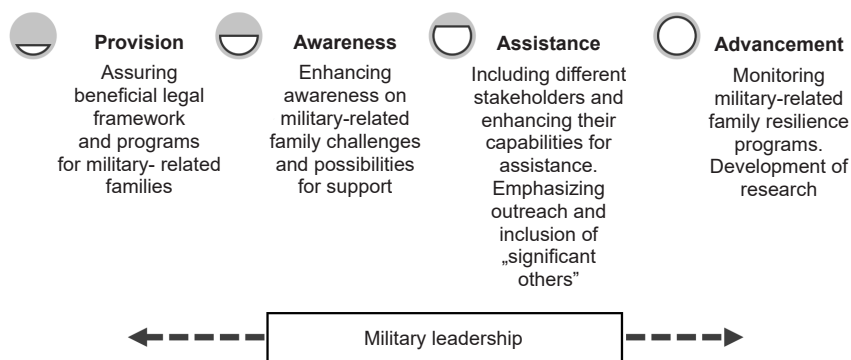 Provision
Assuring
beneficial legal
framework
and programs
for military- related
families
Awareness
Enhancing
awareness on
military-related
family challenges
and possibilities
for support
Assistance
Including different
stakeholders and
enhancing their
capabilities for
assistance.
Emphasizing
outreach and
inclusion of
„significant
others”
Advancement
Monitoring
military-related
family resilience
programs.
Development of
research
Military leadership